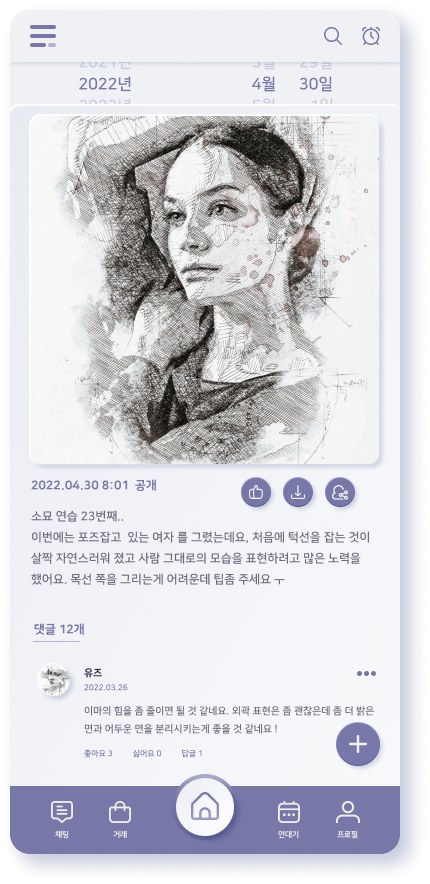 2022년 4월 30일
2022.04.30 8:01 공개
소묘 연습 23번째..
이번에는 포즈잡고 있는 여자 를 그렸는데요, 처음에 턱선을 잡는 것이
살짝 자연스러워 졌고 사람 그대로의 모습을 표현하려고 많은 노력을
했어요. 목선 쪽을 그리는게 어려운데 팁좀 주세요 ㅜ
댓글 12개
유즈
2022.03.26
이마의 힘을 좀 줄이면 될 것 같네요. 외곽 표현은 좀 괜찮은데 좀 더 밝은
면과 어두운 면을 분리시키는게 좋을 것 같네요 !
좋아요 3 싫어요 0 답글 1
채팅 거래 연대기 프로필